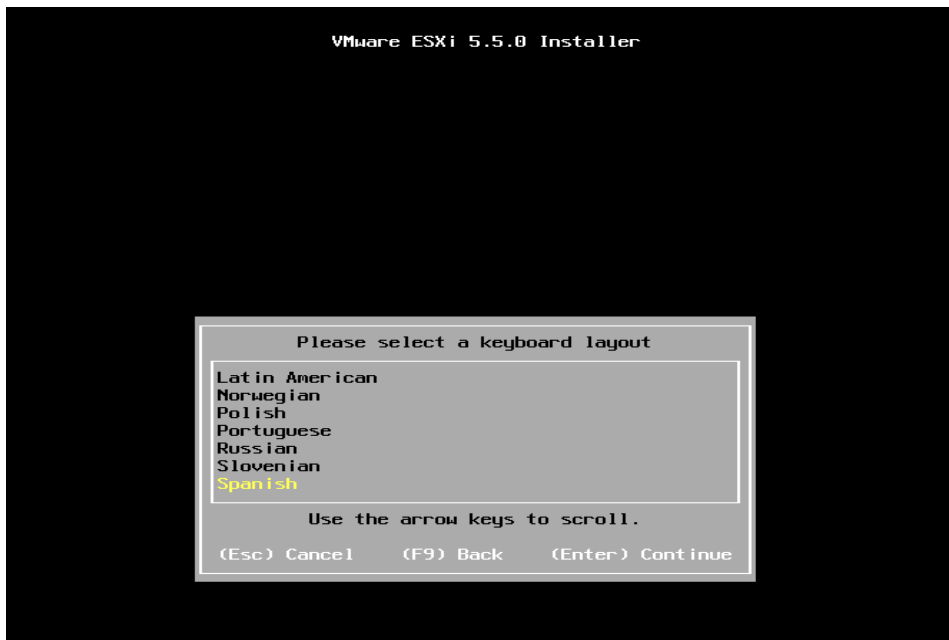 VMware ESXi 5.5.0 Installer
Please select a keyboard layout
Latin American
Norwegian
Polish
Portuguese
Russian
Slovenian
Spanish
Use the arrow keys to scroll.
(Esc) Cancel (F9) Back (Enter) Continue